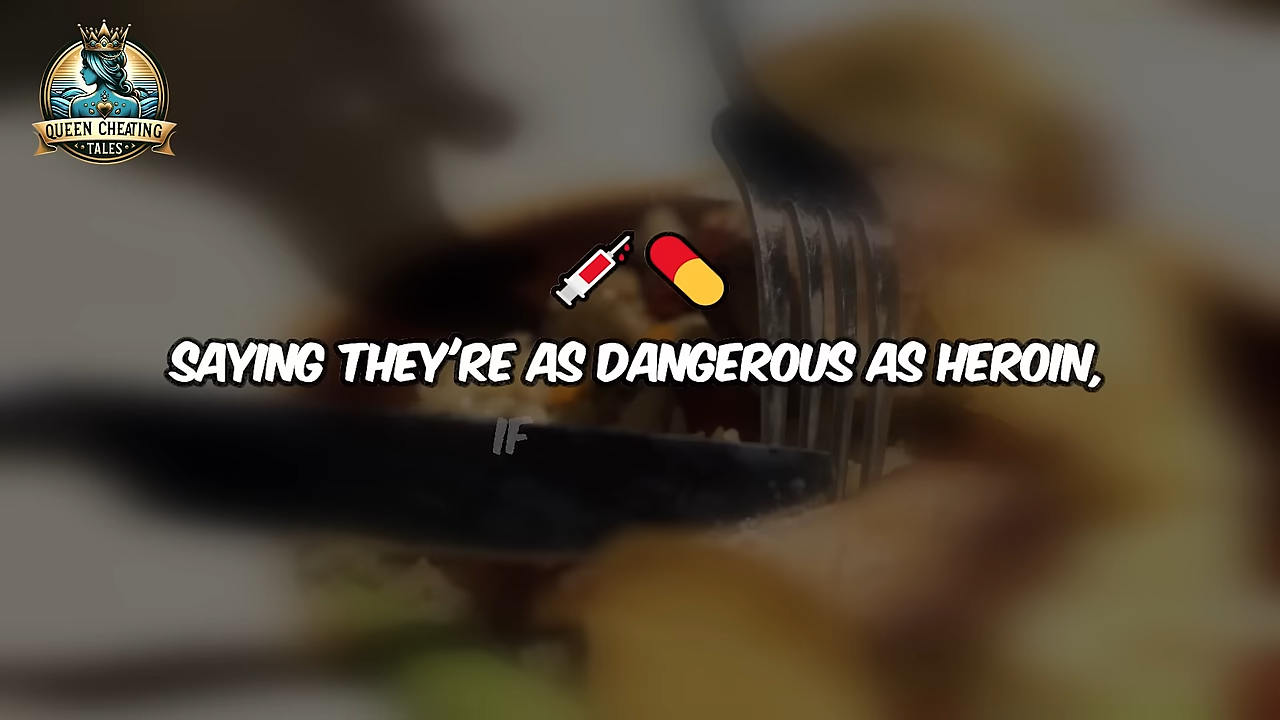 QUEEN CHEATING
TALES
SAYING THEY'RE AS DANGEROUS AS HEROIN,
IF